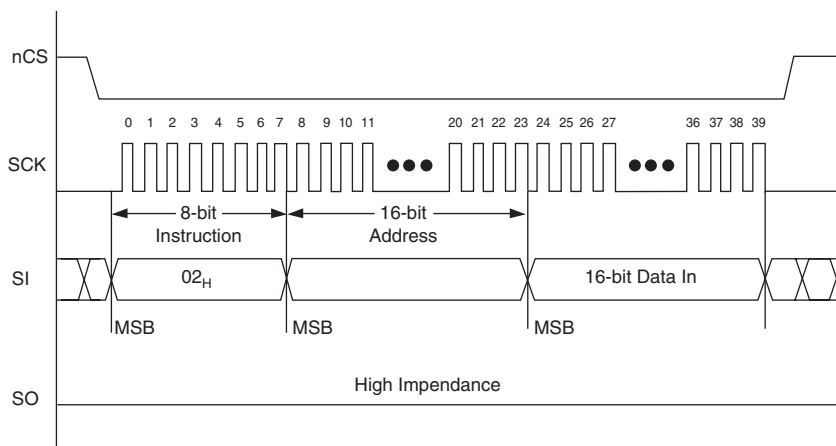 nCS
0 1 2 3 4 5 6 7 8 9 10 11 20 21 22 23 24 25 26 27 36 37 38 39
SCK
8-bit
Instruction
16-bit
Address
SI
02H
16-bit Data In
MSB
MSB
MSB
High Impendance
SO